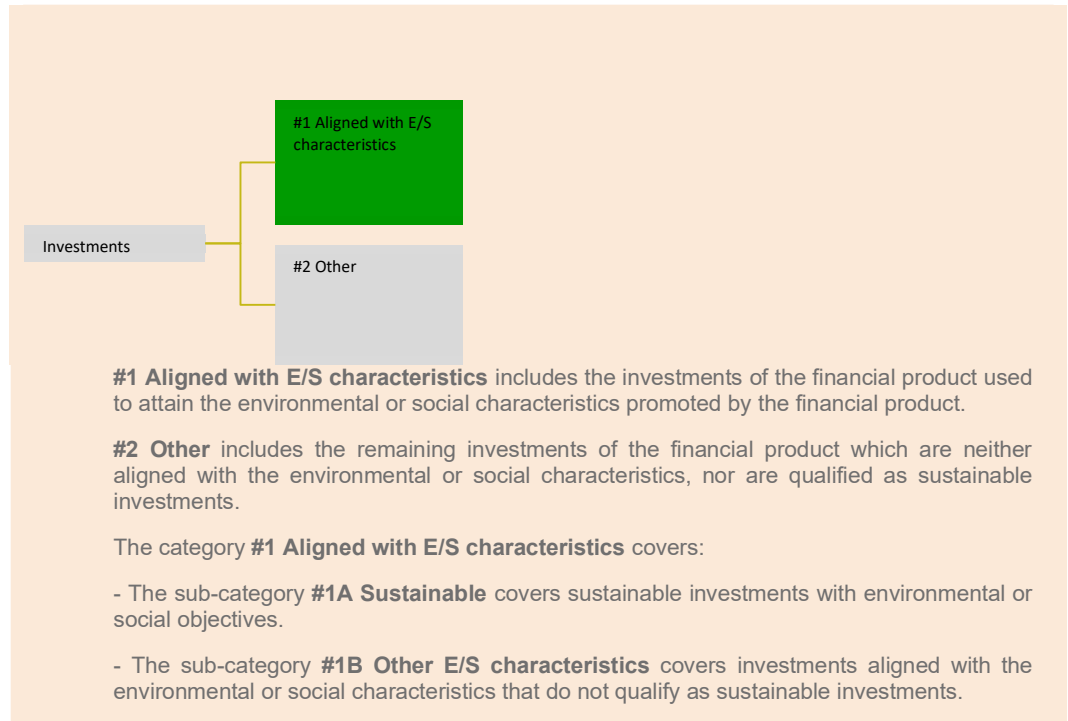 #1 Aligned with E/S
characteristics
Investments
#2 Other
#1 Aligned with E/S characteristics includes the investments of the financial product used
to attain the environmental or social characteristics promoted by the financial product.
#2 Other includes the remaining investments of the financial product which are neither
aligned with the environmental or social characteristics, nor are qualified as sustainable
investments.
The category #1 Aligned with E/S characteristics covers:
- The sub-category #1A Sustainable covers sustainable investments with environmental or
social objectives.
- The sub-category #1B Other E/S characteristics covers investments aligned with the
environmental or social characteristics that do not qualify as sustainable investments.